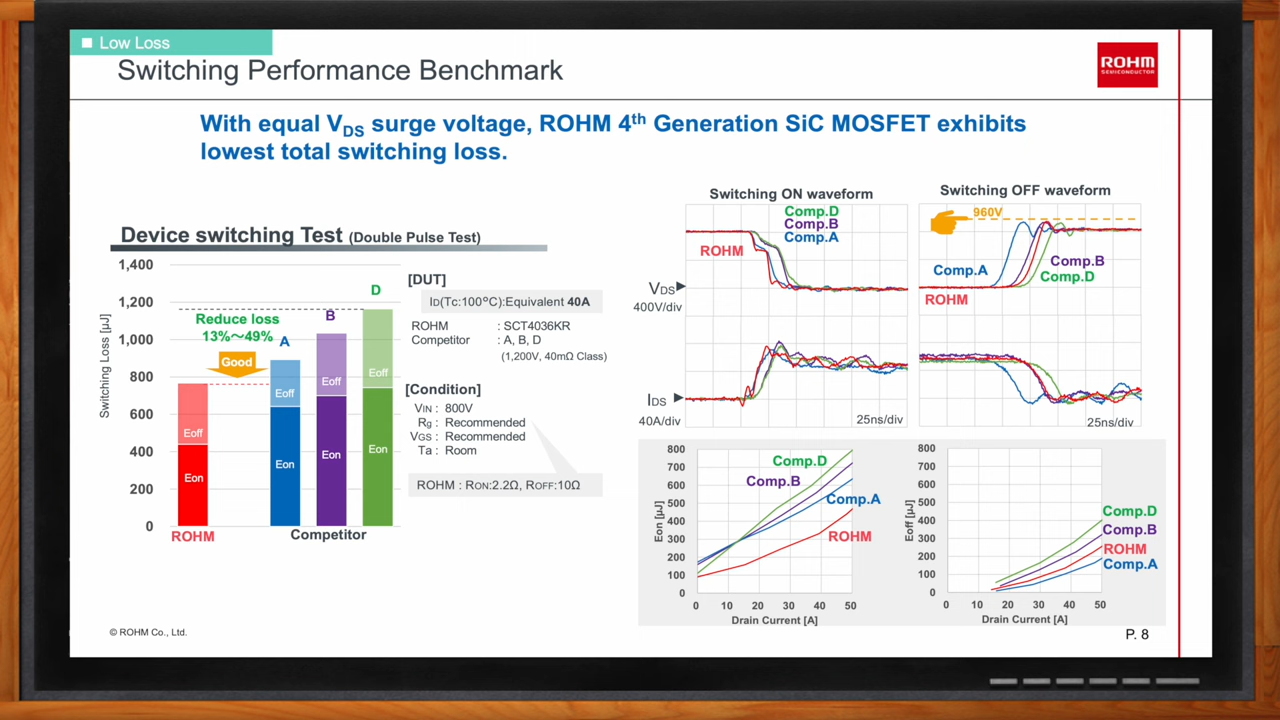 ■ Low Loss
Switching Performance Benchmark
ROHM
SEMICONDUCTOR
With equal VDS surge voltage, ROHM 4th Generation SiC MOSFET exhibits
lowest total switching loss.
Device switching Test (Double Pulse Test)
Switching Loss [µJ]
1,400
1,200
1,000
800
600
400
200
0
Reduce loss
13%～49%
Good
Eoff
Eon
ROHM
A
Eoff
Eon
B
Eoff
Eon
D
Eoff
Eon
Competitor
[DUT]
ID(Tc:100°C):Equivalent 40A
ROHM : SCT4036KR
Competitor : A, B, D
(1,200V, 40mΩ Class)
[Condition]
VIN : 800V
Rg : Recommended
VGS : Recommended
Ta : Room
ROHM : RON:2.2Ω, ROFF:10Ω
Switching ON waveform
Comp.D
Comp.B
Comp.A
ROHM
VDS
400V/div
IDS
40A/div
25ns/div
Switching OFF waveform
960V
Comp.A
Comp.B
Comp.D
ROHM
25ns/div
Eon [µJ]
800
700
600
500
400
300
200
100
0
Comp.D
Comp.B
Comp.A
ROHM
0 10 20 30 40 50
Drain Current [A]
Eoff [µJ]
800
700
600
500
400
300
200
100
0
Comp.D
Comp.B
ROHM
Comp.A
0 10 20 30 40 50
Drain Current [A]
© ROHM Co., Ltd.
P. 8